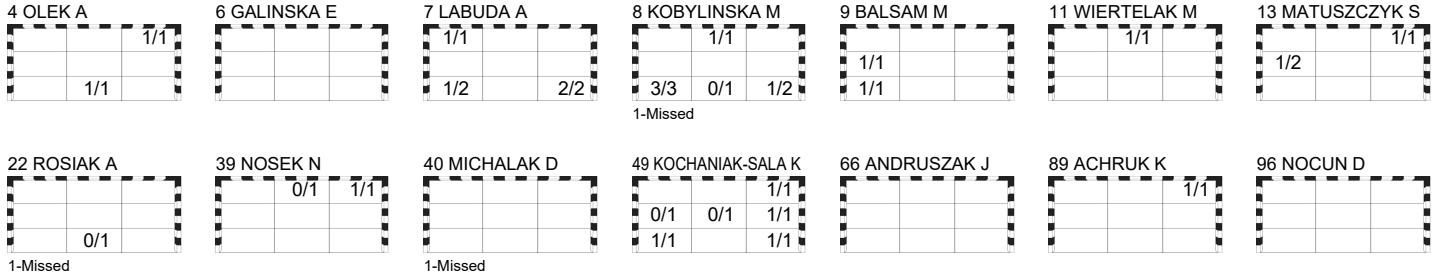 4 OLEK A 6 GALINSKA E 7 LABUDA A 8 KOBYLINSKA M 9 BALSAM M 11 WIERTELAK M 13 MATUSZCZYK S
1/1 1/1 1/1 1/1 1/1
1/1 1/2
1/1 1/2 2/2 3/3 0/1 1/2 1/1
1-Missed
22 ROSIAK A 39 NOSEK N 40 MICHALAK D 49 KOCHANIAK-SALA K 66 ANDRUSZAK J 89 ACHRUK K 96 NOCUN D
0/1 1/1 1/1 1/1
0/1 0/1 1/1
0/1 1/1 1/1
1-Missed 1-Missed